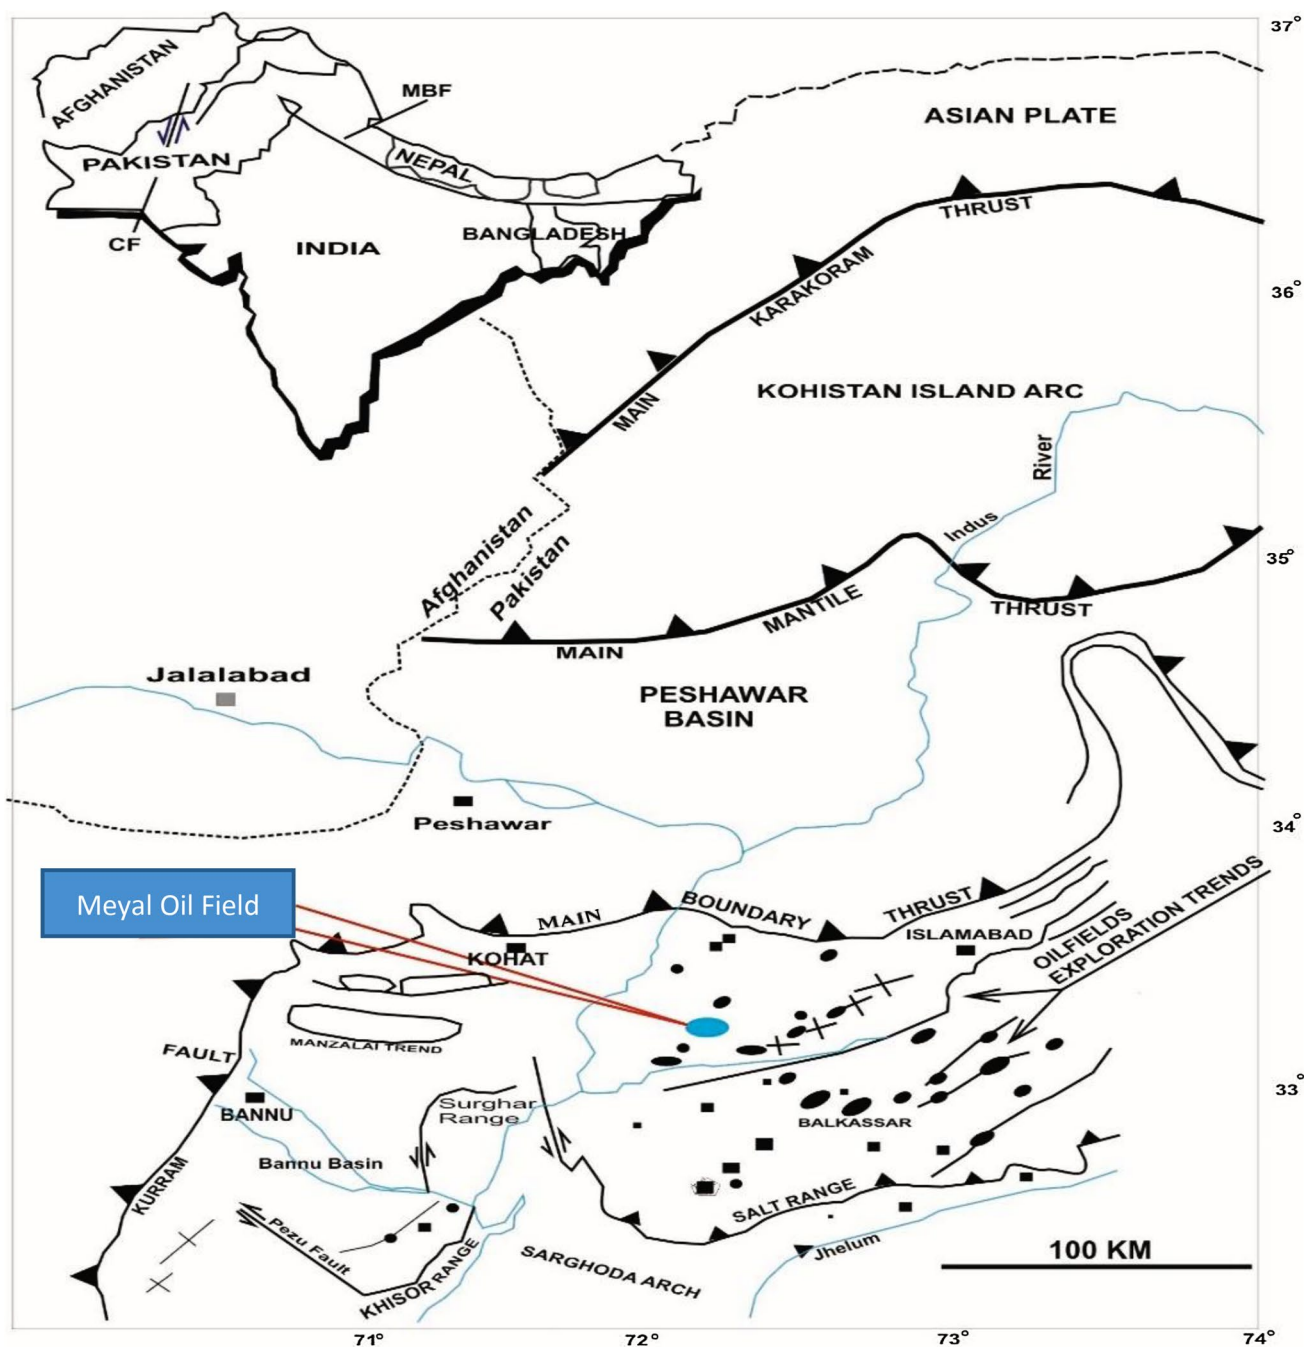 37°
AFGHANISTAN
MBF
ASIAN PLATE
PAKISTAN
NEPAL
THRUST
CF
INDIA
BANGLADESH
KARAKORAM
36°
MAIN
KOHISTAN ISLAND ARC
River
Indus
Afghanistan
Pakistan
35°
MANTILE
THRUST
MAIN
Jalalabad
PESHAWAR
BASIN
Peshawar
34°
Meyal Oil Field
MAIN
BOUNDARY
THRUST
ISLAMABAD
OILFIELDS
EXPLORATION TRENDS
KOHAT
MANZALAI TREND
FAULT
33°
BANNU
Surghar
Range
BALKASSAR
Bannu Basin
KURRAM
SALT RANGE
Pezu Fault
KHISOR RANGE
SARGHODA ARCH
Jhelum
100 KM
71°
72°
73°
74°